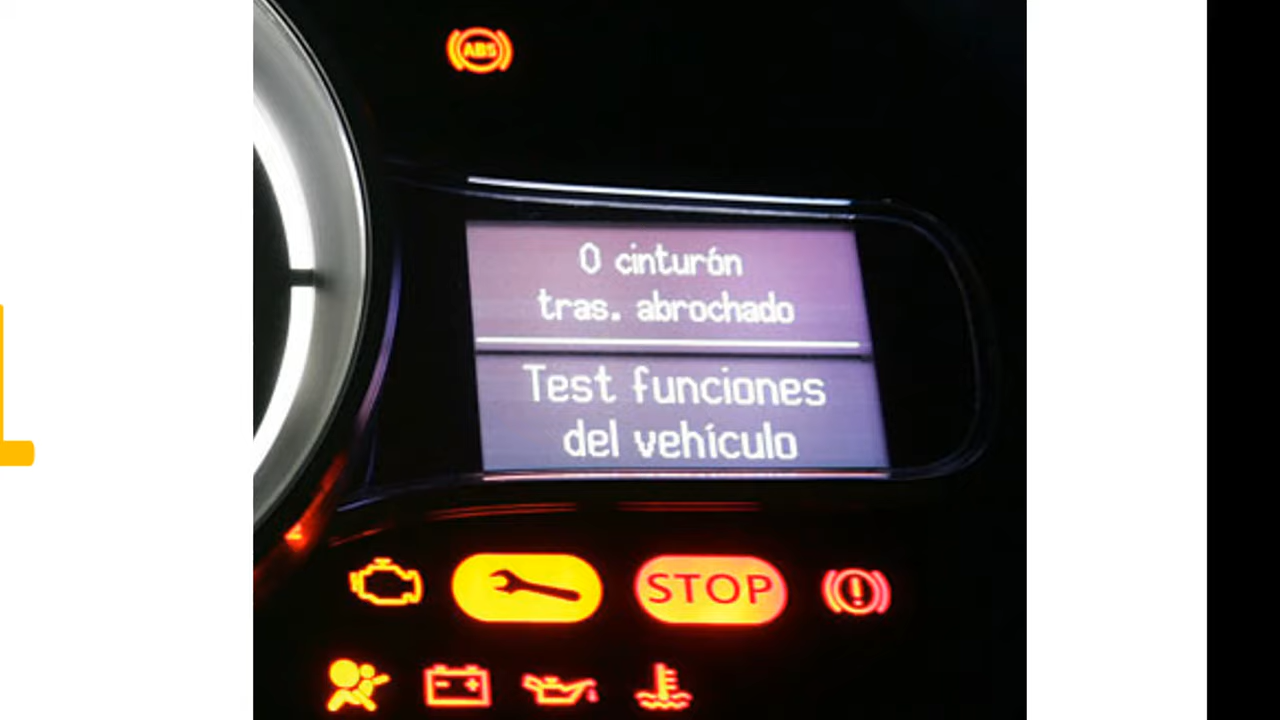 ABS
0 cinturón
tras. abrochado
Test funciones
del vehículo
STOP